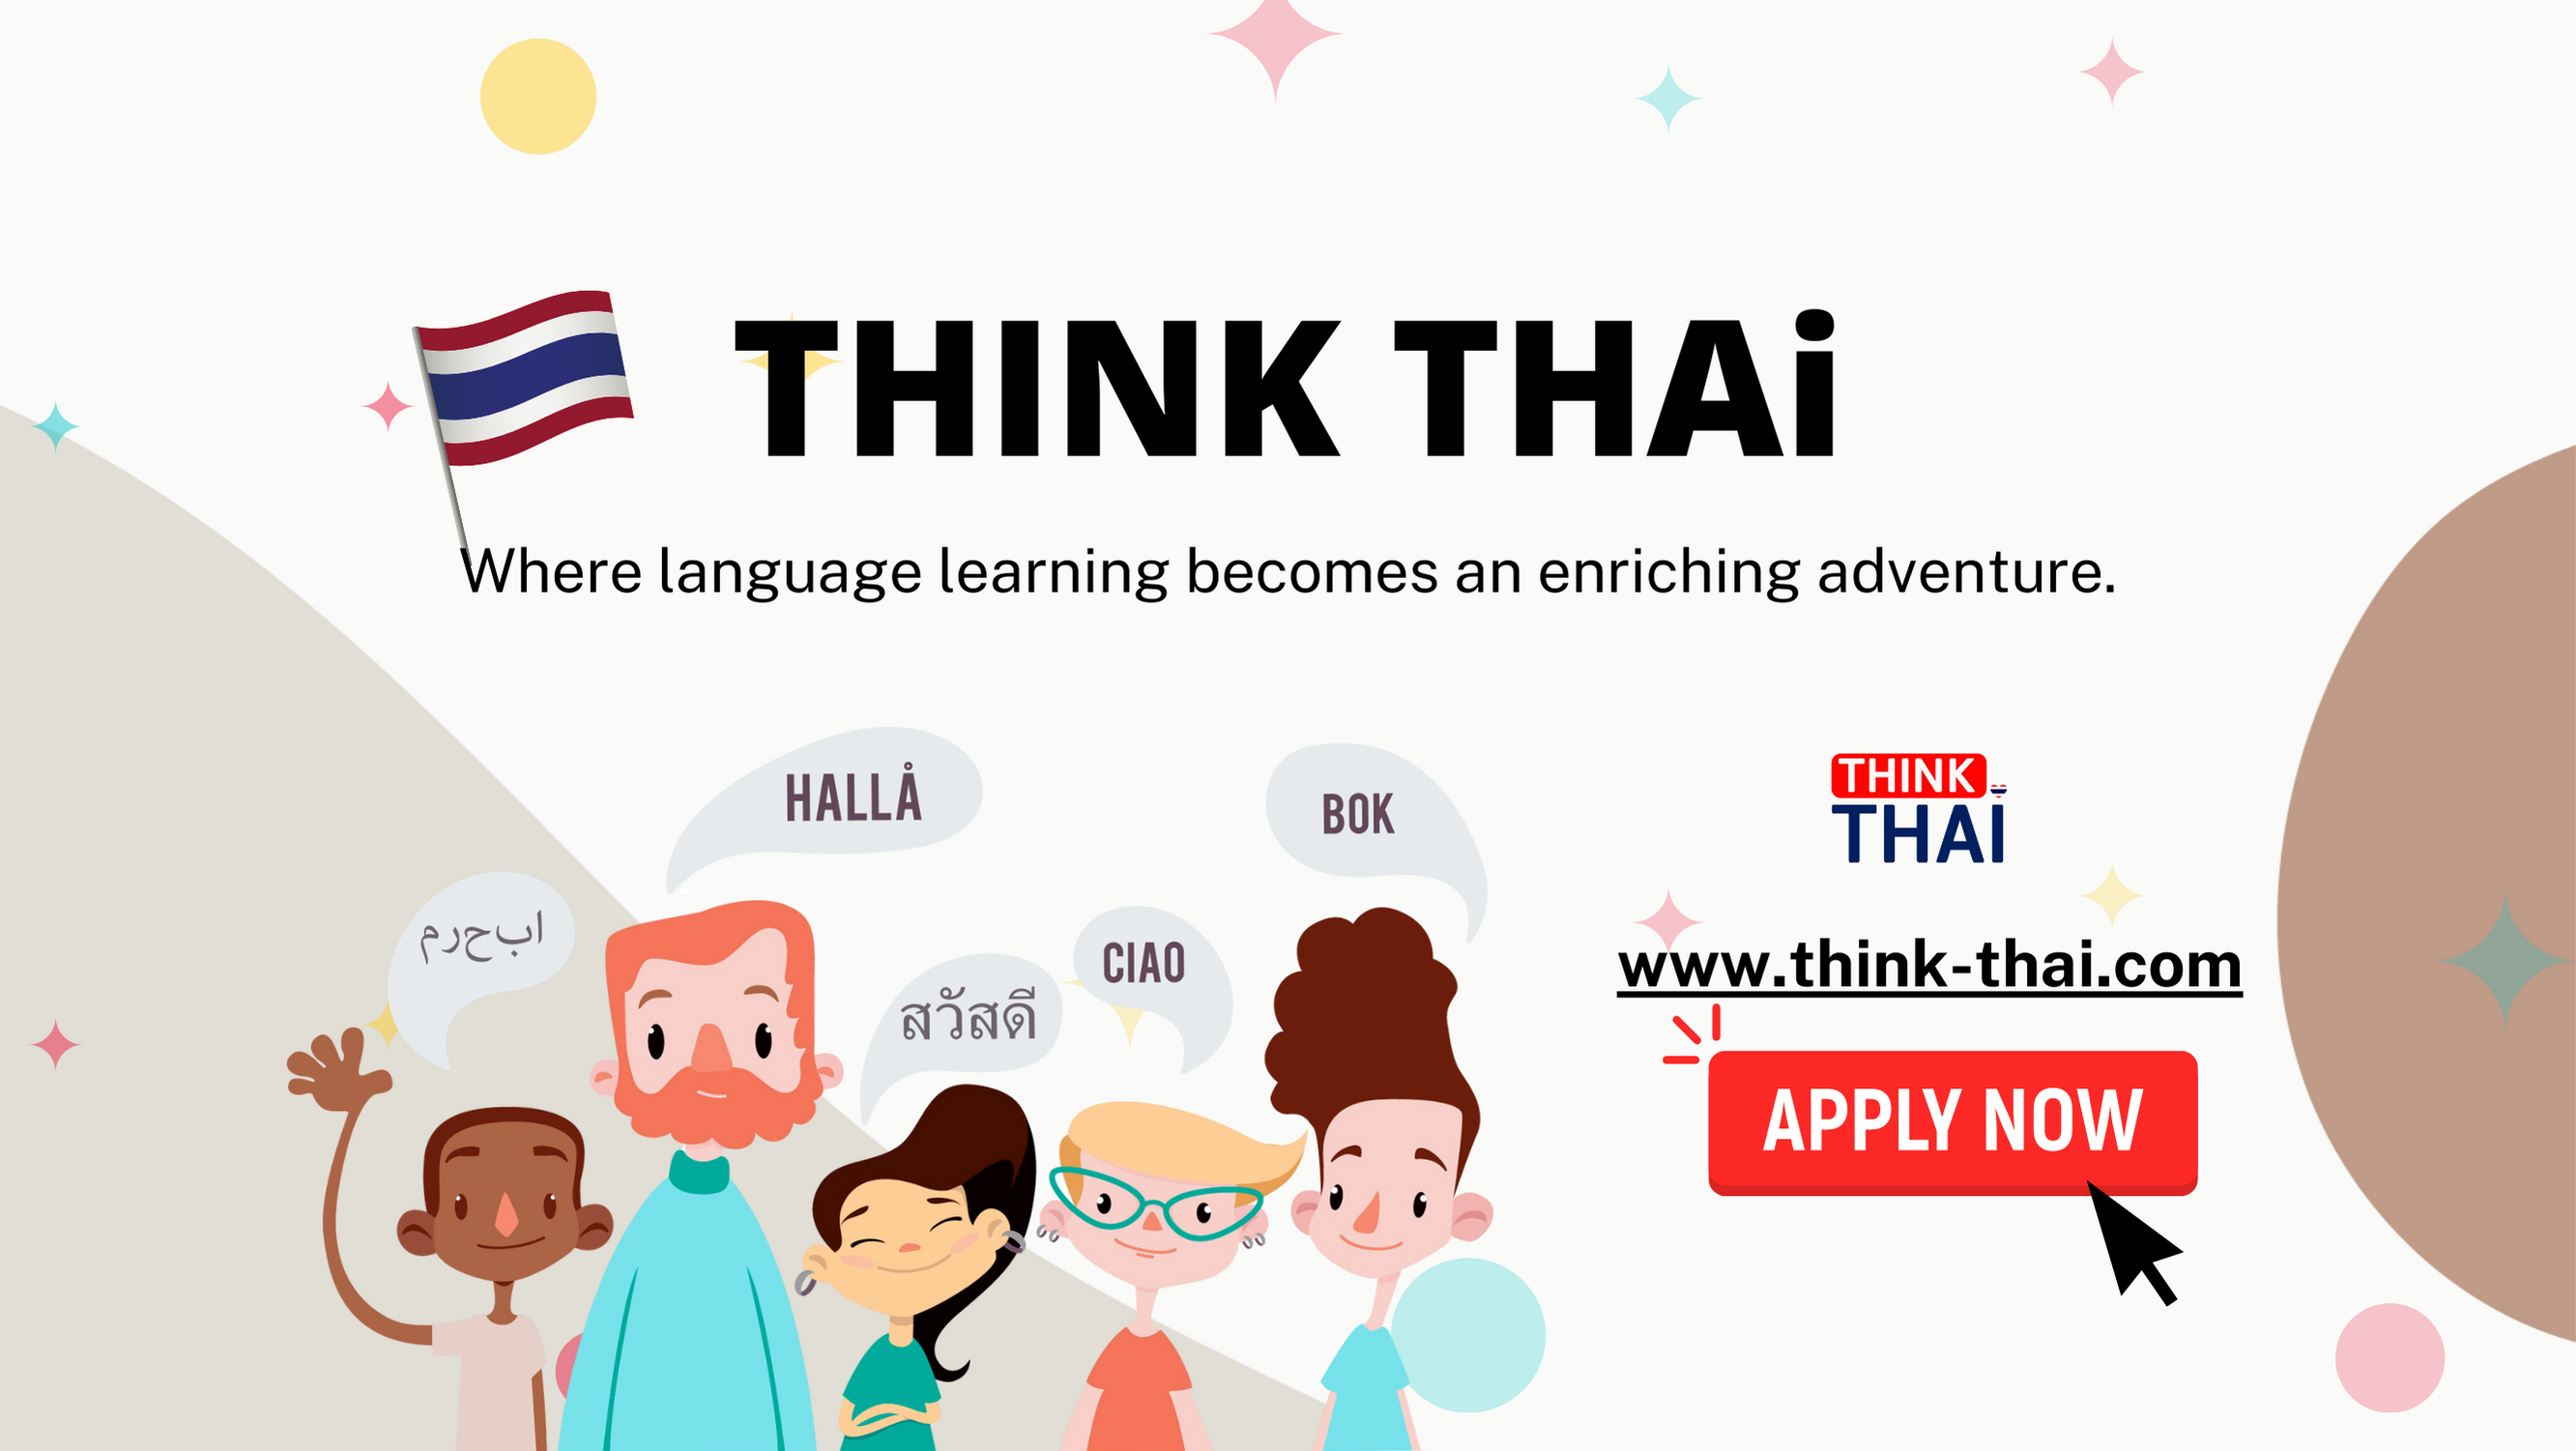 THINK THAi
Where language learning becomes an enriching adventure.
HALLÅ
BOK
ابحرم
สวัสดี
CIAO
THINK
THAI
www.think-thai.com
APPLY NOW